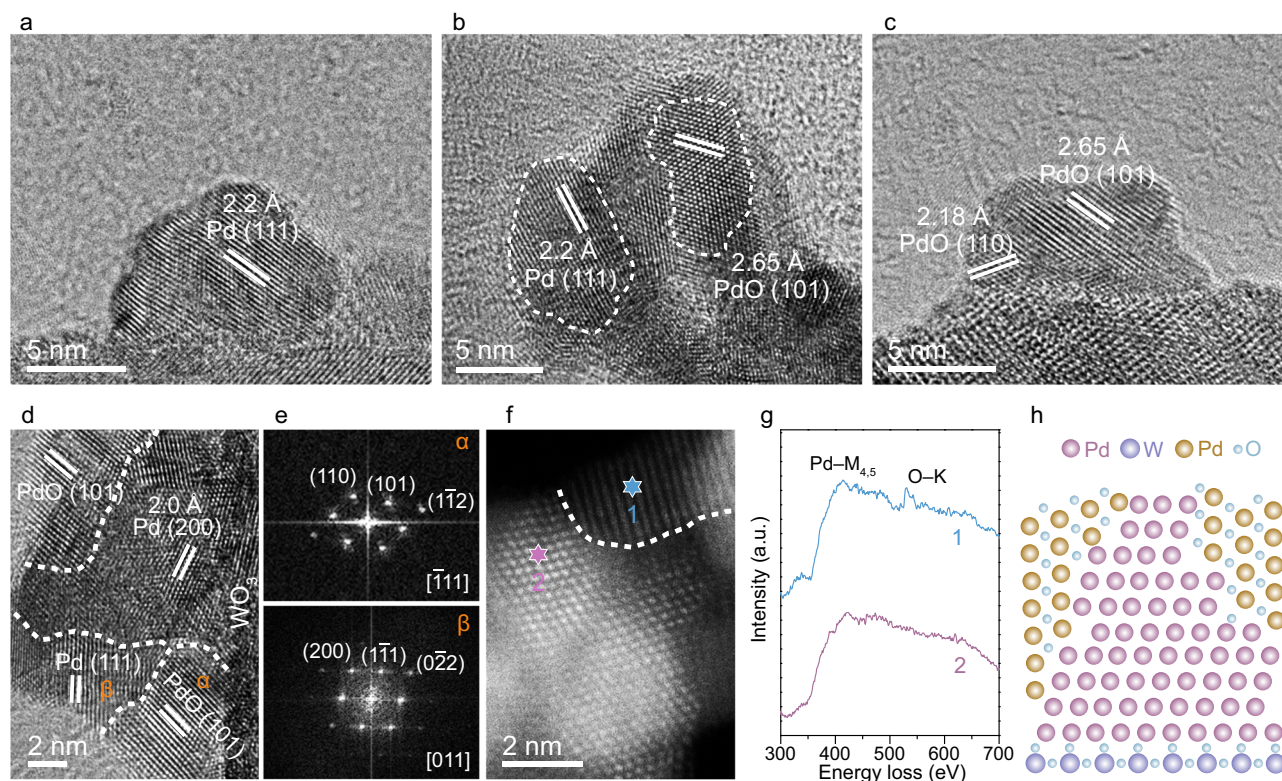 a
2.2 Å
Pd (111)
5 nm
b
2.2 Å
Pd (111)
2.65 Å
PdO (101)
5 nm
c
2.65 Å
PdO (101)
2.18 Å
PdO (110)
5 nm
d
PdO (101)
2.0 Å
Pd (200)
WO₃
Pd (111)
β
α
PdO (101)
2 nm
e
α
(110)
(101)
(11̅2)
[1̅11]
β
(200)
(11̅1)
(02̅2)
[011]
f
1
2
2 nm
g
Pd–M₄,₅
O–K
1
2
Intensity (a.u.)
300 400 500 600 700
Energy loss (eV)
h
Pd W Pd O